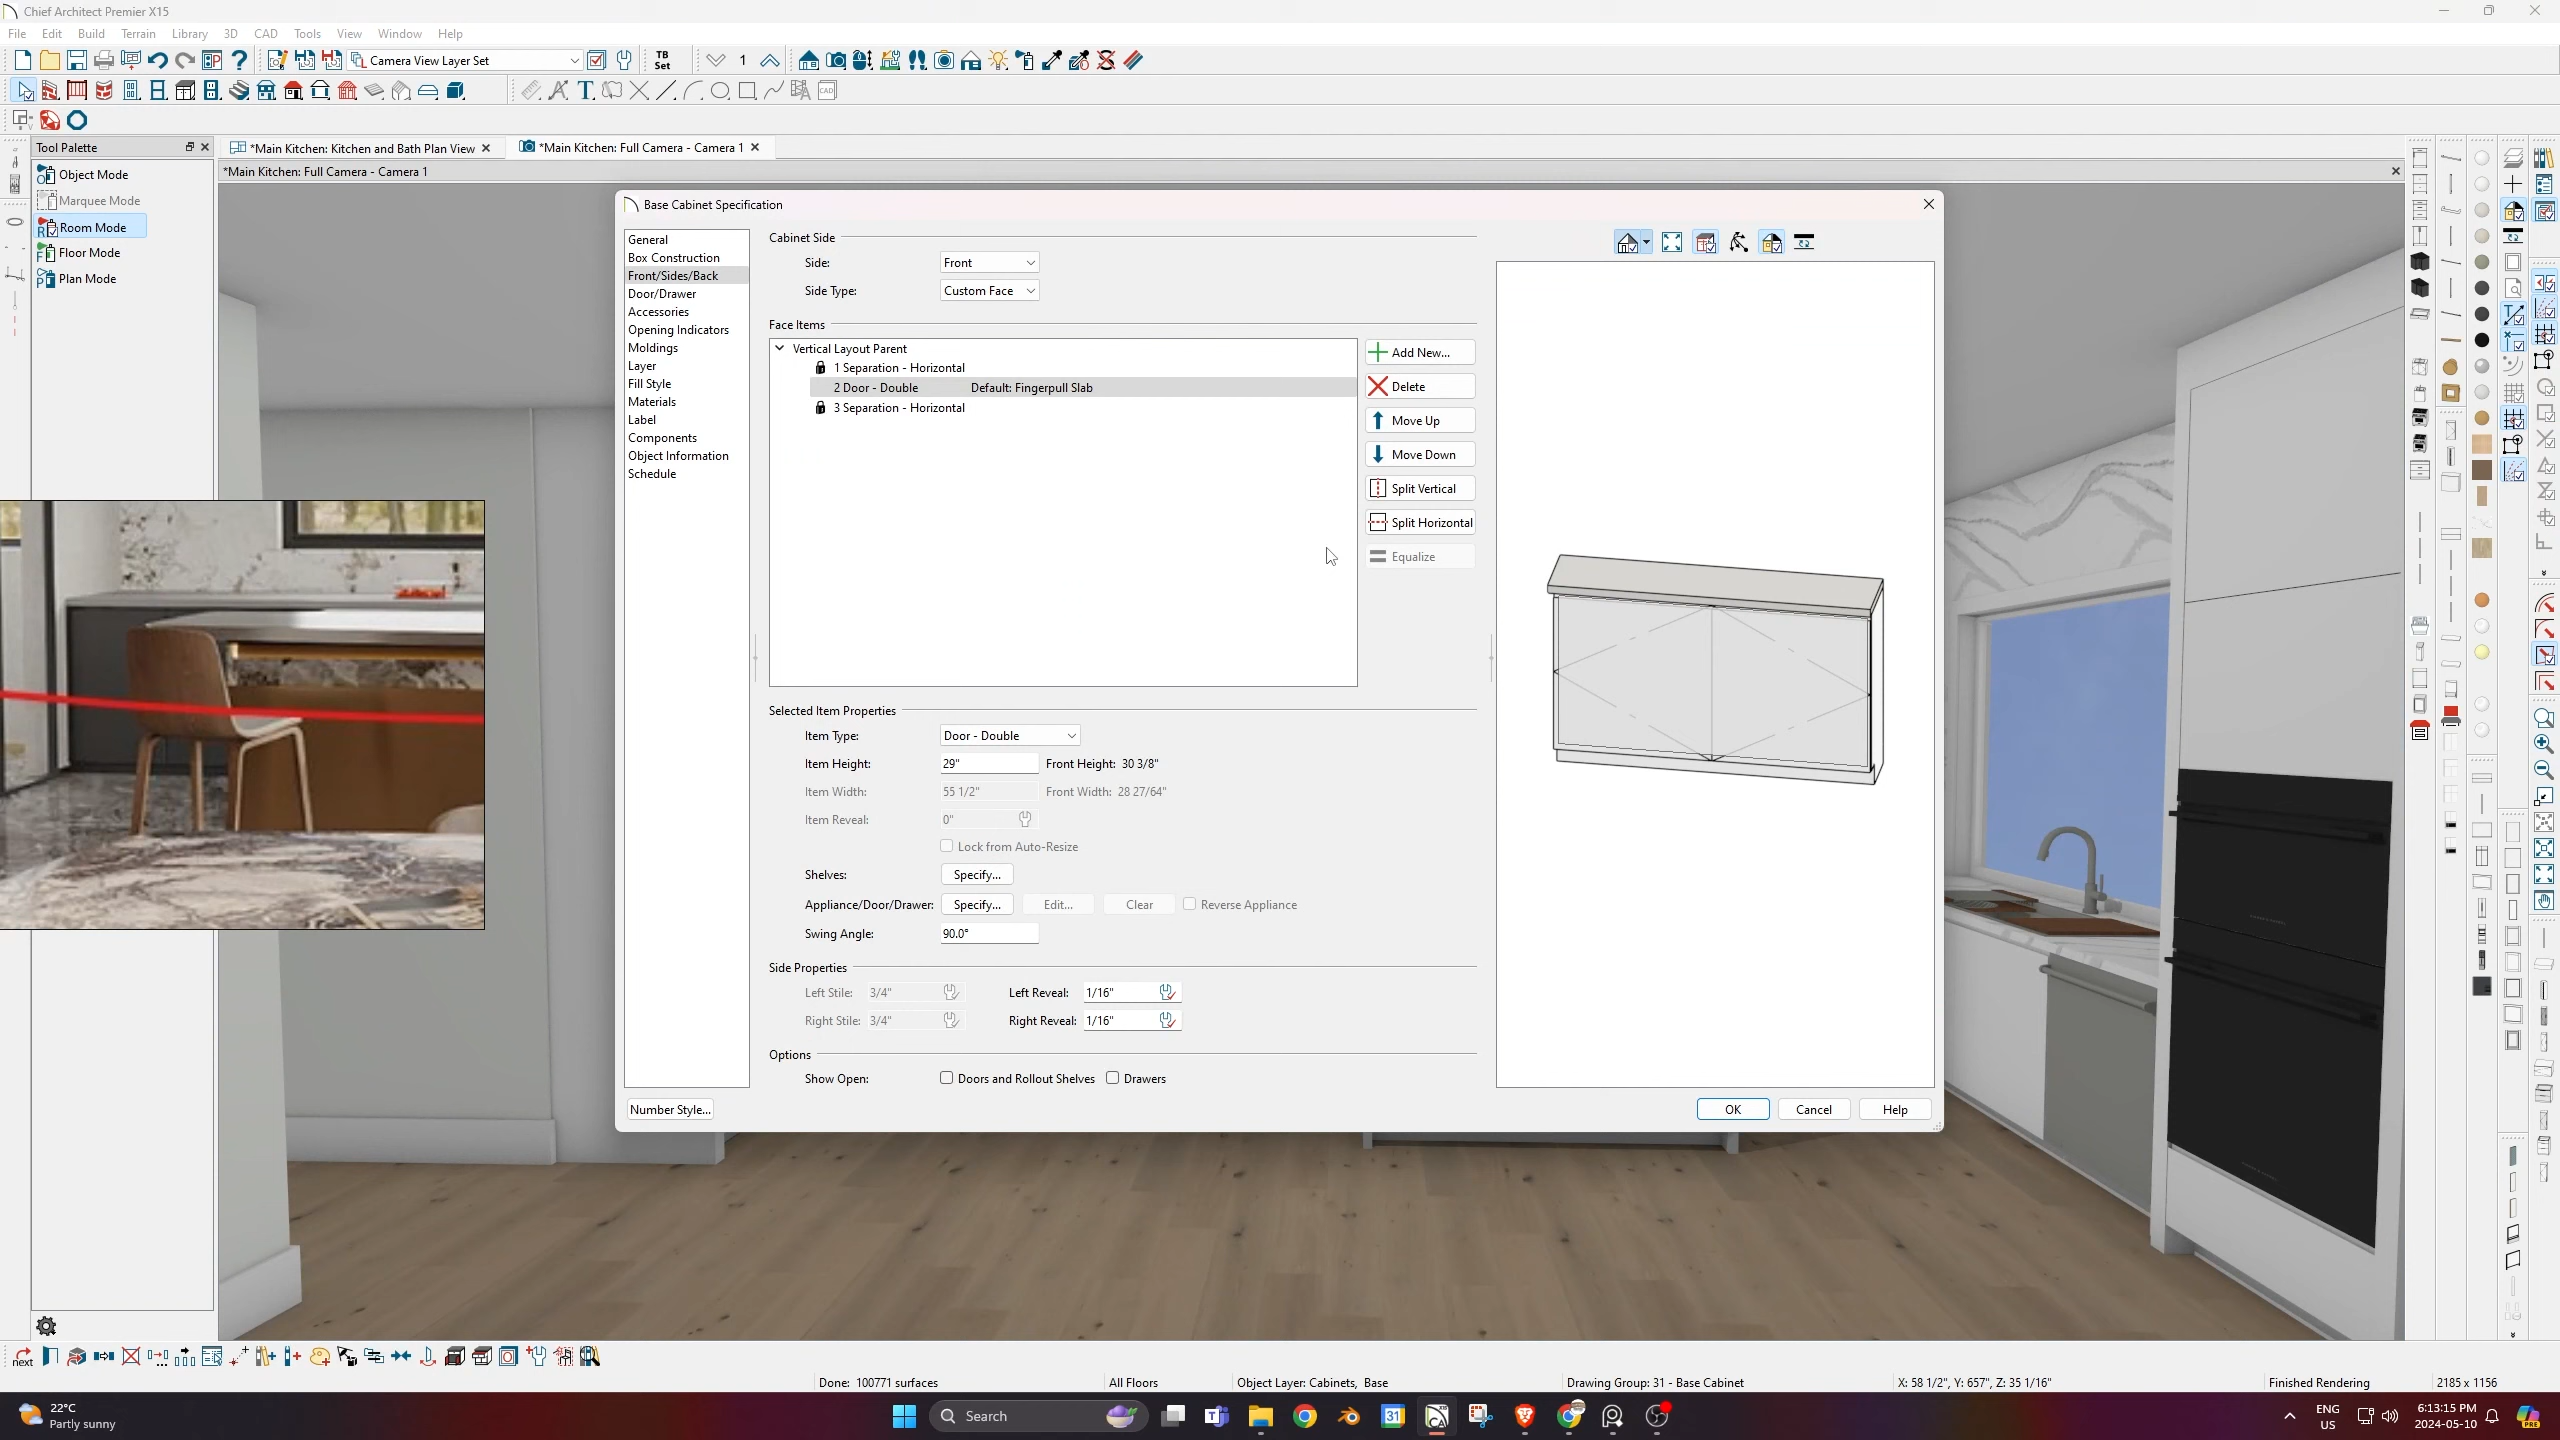 Chief Architect Premier X15
File Edit Build Terrain Library 3D CAD Tools View Window Help
Camera View Layer Set
TB Set
1
Tool Palette
*Main Kitchen: Kitchen and Bath Plan View
*Main Kitchen: Full Camera - Camera 1
*Main Kitchen: Full Camera - Camera 1
Object Mode
Marquee Mode
Room Mode
Floor Mode
Plan Mode
Base Cabinet Specification
General
Box Construction
Front/Sides/Back
Door/Drawer
Accessories
Opening Indicators
Moldings
Layer
Fill Style
Materials
Label
Components
Object Information
Schedule
Cabinet Side
Side: Front
Side Type: Custom Face
Face Items
Vertical Layout Parent
1 Separation - Horizontal
2 Door - Double Default: Fingerpull Slab
3 Separation - Horizontal
Add New...
Delete
Move Up
Move Down
Split Vertical
Split Horizontal
Equalize
Selected Item Properties
Item Type: Door - Double
Item Height: 29" Front Height: 30 3/8"
Item Width: 55 1/2" Front Width: 28 27/64"
Item Reveal: 0"
Lock from Auto-Resize
Shelves: Specify...
Appliance/Door/Drawer: Specify... Edit... Clear Reverse Appliance
Swing Angle: 90.0°
Side Properties
Left Stile: 3/4" Left Reveal: 1/16"
Right Stile: 3/4" Right Reveal: 1/16"
Options
Show Open: Doors and Rollout Shelves Drawers
Number Style... OK Cancel Help
next
Done: 100771 surfaces All Floors Object Layer: Cabinets, Base Drawing Group: 31 - Base Cabinet X: 58 1/2", Y: 657", Z: 35 1/16" Finished Rendering 2185 x 1156
22°C
Partly sunny
Search
31
ENG
US
6:13:15 PM
2024-05-10